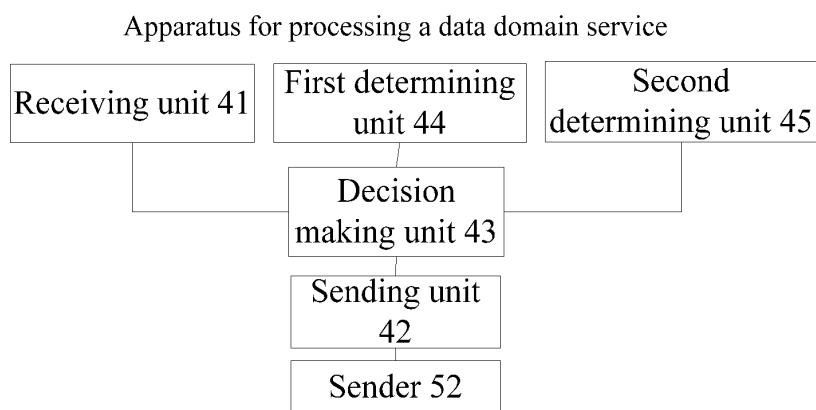 Apparatus for processing a data domain service
Receiving unit 41
First determining
unit 44
Second
determining unit 45
Decision
making unit 43
Sending unit
42
Sender 52